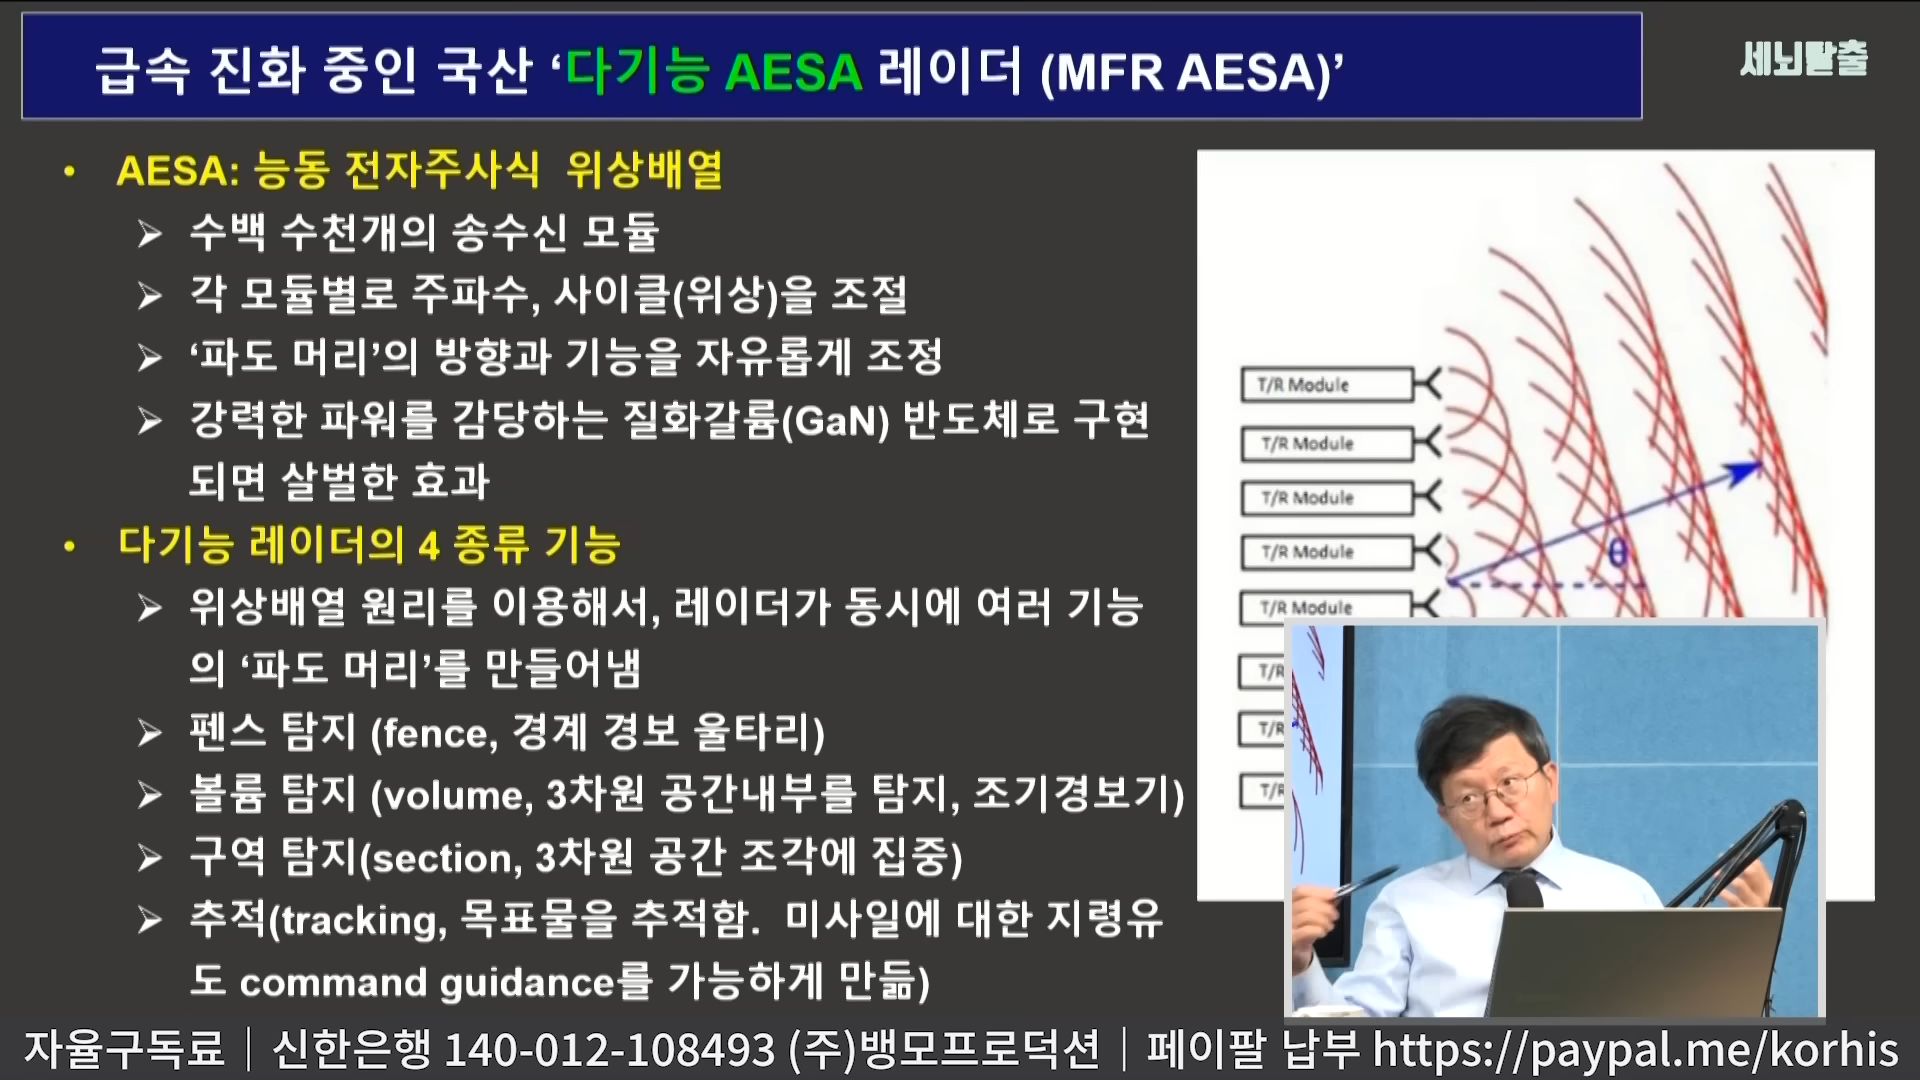 급속 진화 중인 국산 ‘다기능 AESA 레이더 (MFR AESA)’
세뇌탈출
• AESA: 능동 전자주사식 위상배열
➢ 수백 수천개의 송수신 모듈
➢ 각 모듈별로 주파수, 사이클(위상)을 조절
➢ ‘파도 머리’의 방향과 기능을 자유롭게 조정
➢ 강력한 파워를 감당하는 질화갈륨(GaN) 반도체로 구현
되면 살벌한 효과
• 다기능 레이더의 4 종류 기능
➢ 위상배열 원리를 이용해서, 레이더가 동시에 여러 기능
의 ‘파도 머리’를 만들어냄
➢ 펜스 탐지 (fence, 경계 경보 울타리)
➢ 볼륨 탐지 (volume, 3차원 공간내부를 탐지, 조기경보기)
➢ 구역 탐지(section, 3차원 공간 조각에 집중)
➢ 추적(tracking, 목표물을 추적함. 미사일에 대한 지령유
도 command guidance를 가능하게 만듦)
T/R Module
T/R Module
T/R Module
T/R Module
T/R Module
T/R
T/R
T/R
θ
자율구독료│신한은행 140-012-108493 (주)뱅모프로덕션│페이팔 납부 https://paypal.me/korhis